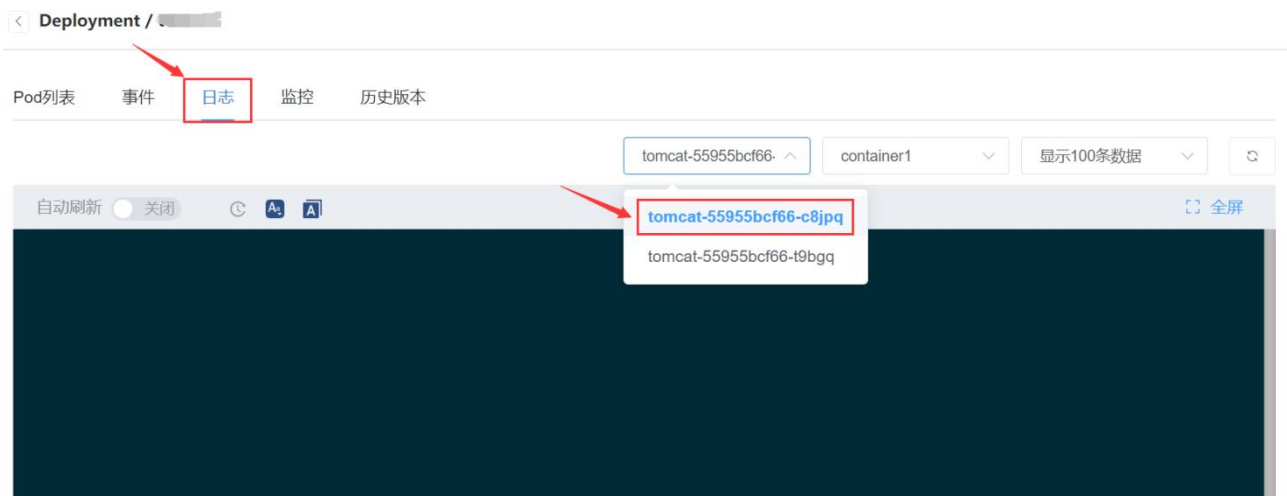 Deployment /
Pod列表 事件 日志 监控 历史版本
tomcat-55955bcf66- container1 显示100条数据
自动刷新 关闭 全屏
tomcat-55955bcf66-c8jpq
tomcat-55955bcf66-t9bgq